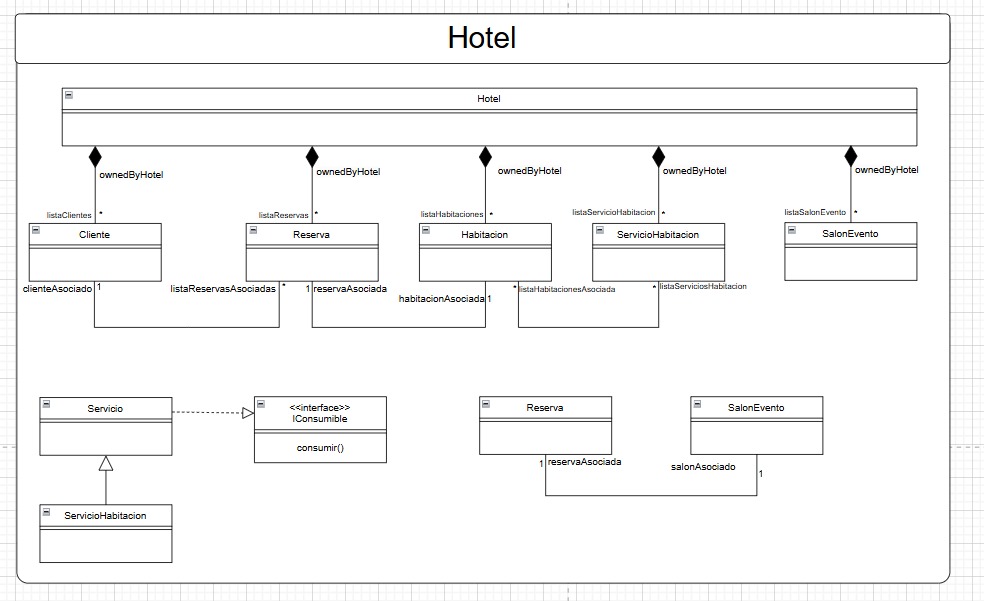 Hotel
Hotel
ownedByHotel
ownedByHotel
ownedByHotel
ownedByHotel
ownedByHotel
listaClientes *
listaReservas *
listaHabitaciones *
listaServicioHabitacion *
listaSalonEvento *
Cliente
Reserva
Habitacion
ServicioHabitacion
SalonEvento
clienteAsociado 1
listaReservasAsociadas *
1 reservaAsociada
habitacionAsociada 1
* listaHabitacionesAsociada
* listaServiciosHabitacion
Servicio
<<interface>>
IConsumible
consumir()
Reserva
SalonEvento
1 reservaAsociada
salonAsociado 1
ServicioHabitacion